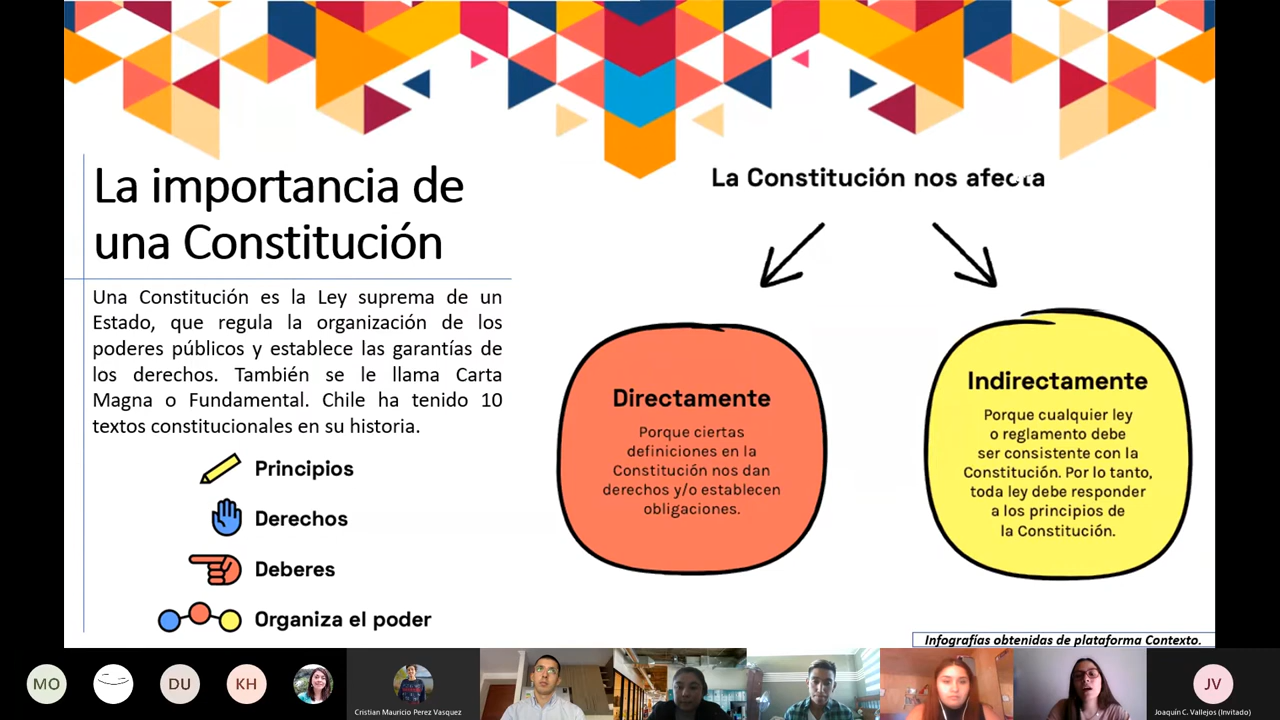 La importancia de
una Constitución
Una Constitución es la Ley suprema de un
Estado, que regula la organización de los
poderes públicos y establece las garantías de
los derechos. También se le llama Carta
Magna o Fundamental. Chile ha tenido 10
textos constitucionales en su historia.
Principios
Derechos
Deberes
Organiza el poder
La Constitución nos afecta
Directamente
Porque ciertas
definiciones en la
Constitución nos dan
derechos y/o establecen
obligaciones.
Indirectamente
Porque cualquier ley
o reglamento debe
ser consistente con la
Constitución. Por lo tanto,
toda ley debe responder
a los principios de
la Constitución.
Infografías obtenidas de plataforma Contexto.
MO
DU
KH
Cristian Mauricio Perez Vasquez
JV
Joaquín C. Vallejos (Invitado)